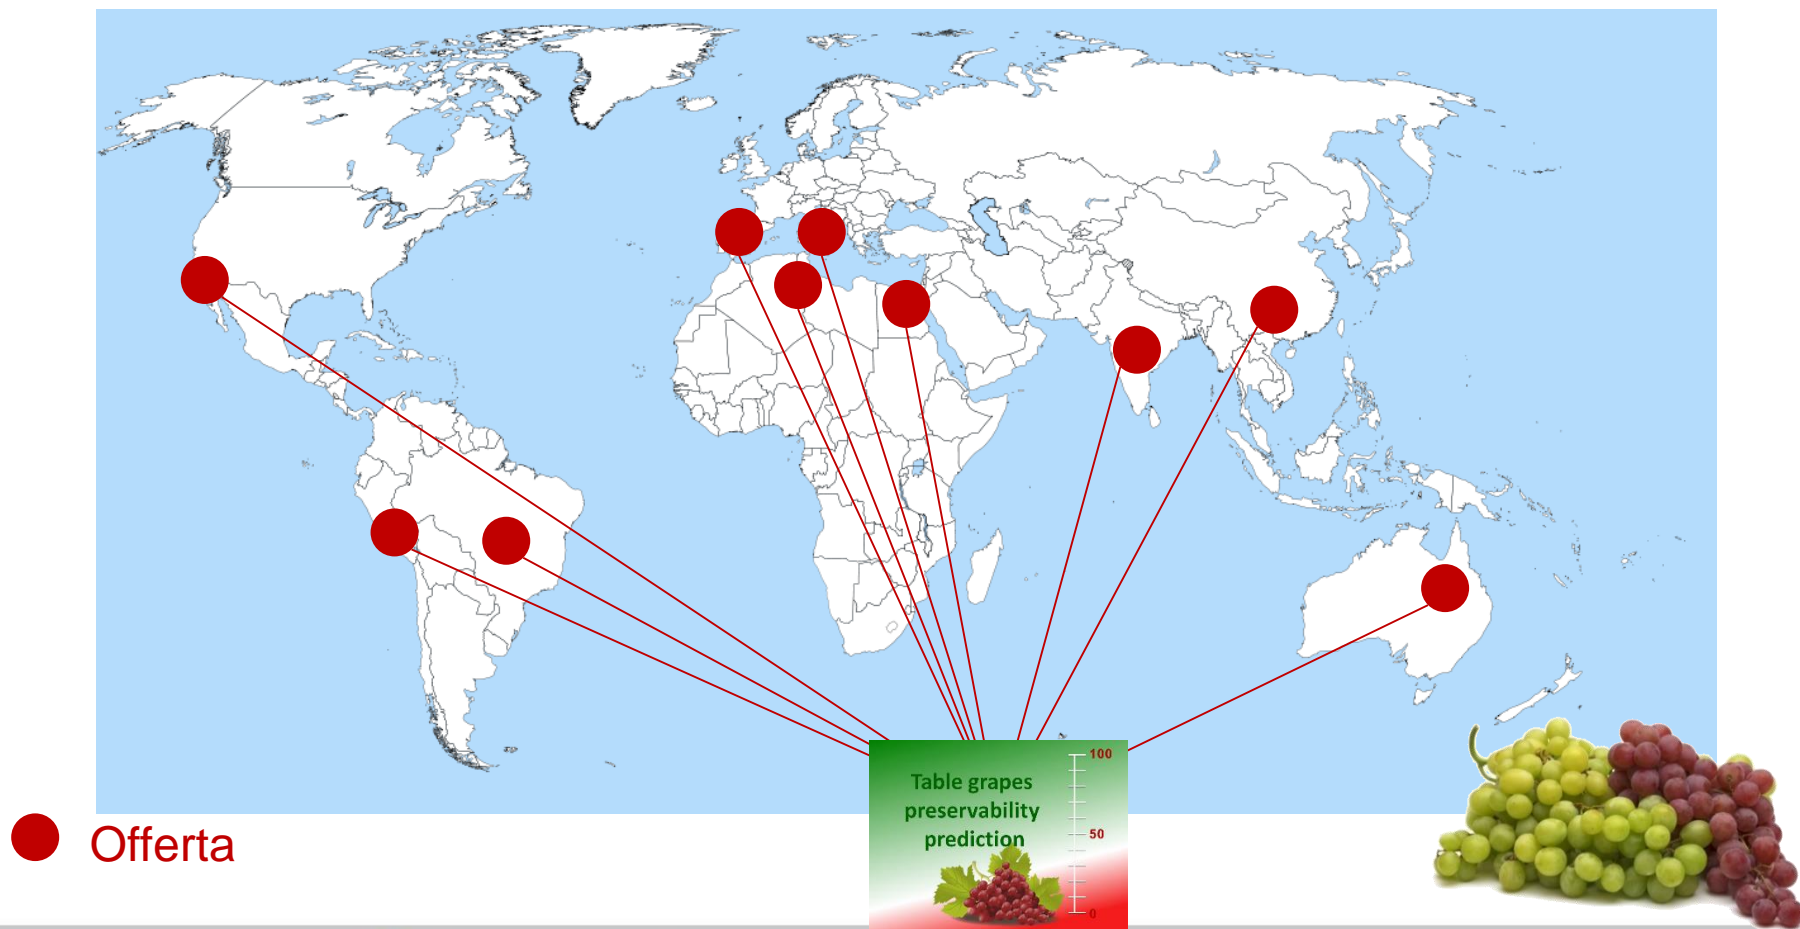 Table grapes
preservability
prediction
100
50
0
Offerta